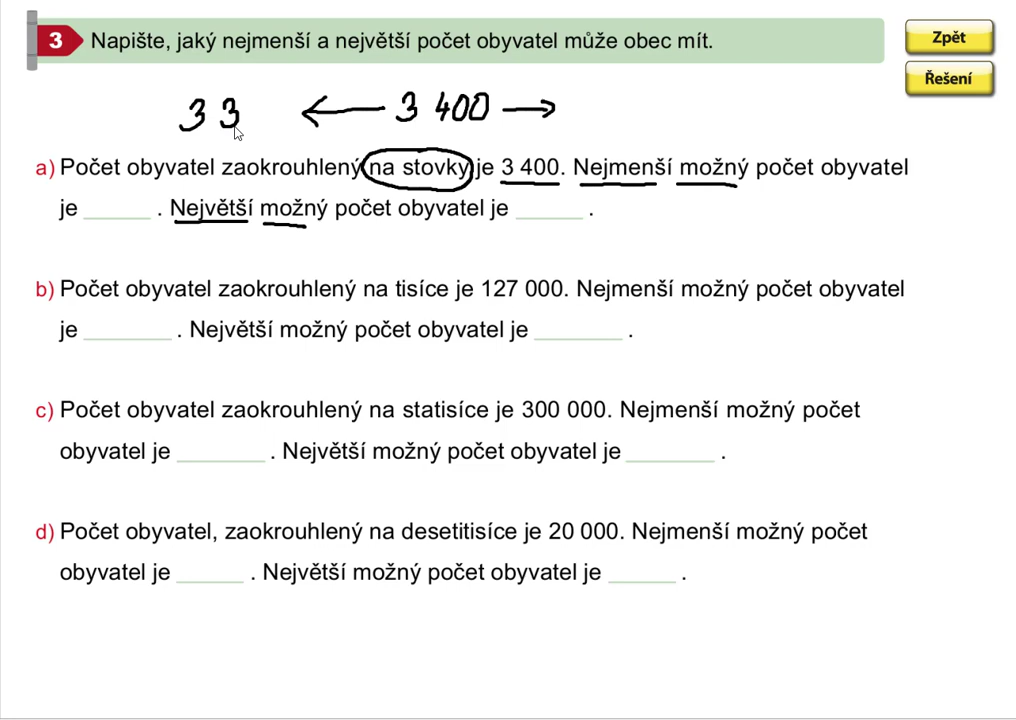 3 Napište, jaký nejmenší a největší počet obyvatel může obec mít.
Zpět
Řešení
3 3 ← 3 400 →
a) Počet obyvatel zaokrouhlený na stovky je 3 400. Nejmenší možný počet obyvatel
je ______ . Největší možný počet obyvatel je ______ .
b) Počet obyvatel zaokrouhlený na tisíce je 127 000. Nejmenší možný počet obyvatel
je ________ . Největší možný počet obyvatel je ________ .
c) Počet obyvatel zaokrouhlený na statisíce je 300 000. Nejmenší možný počet
obyvatel je ________ . Největší možný počet obyvatel je ________ .
d) Počet obyvatel, zaokrouhlený na desetitisíce je 20 000. Nejmenší možný počet
obyvatel je ______ . Největší možný počet obyvatel je ______ .